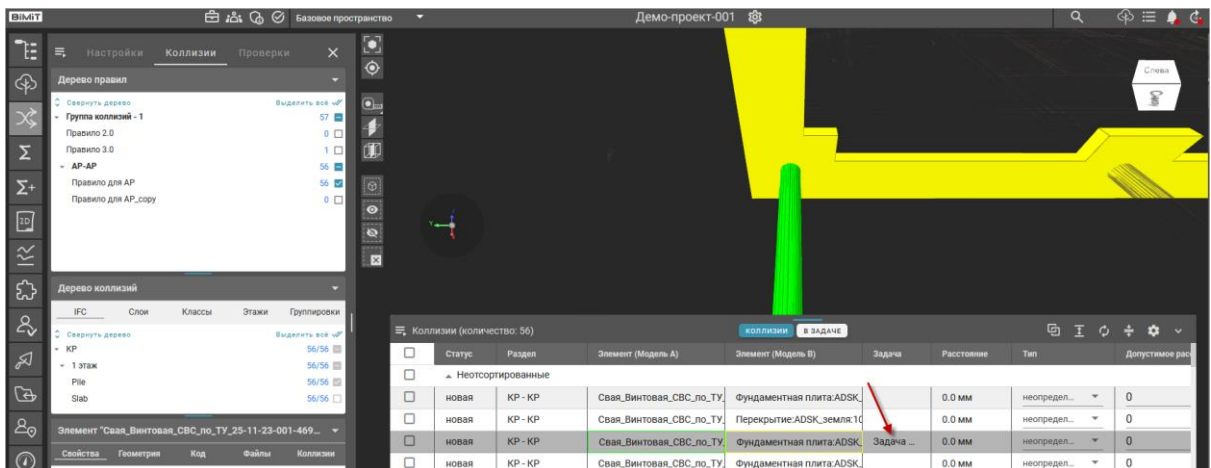 BIMIT Базовое пространство Демо-проект-001
Настройки Коллизии Проверки
Дерево правил
Свернуть дерево Выделить всё
Группа коллизий - 1 57
Правило 2.0 0
Правило 3.0 1
АР-АР 56
Правило для АР 56
Правило для АР_copy 0
Слева
Y
2D
Дерево коллизий
IFC Слои Классы Этажи Группировки
Свернуть дерево Выделить всё
КР 56/56
1 этаж 56/56
Pile 56/56
Slab 56/56
Элемент "Свая_Винтовая_СВС_по_ТУ_25-11-23-001-469...
Свойства Геометрия Код Файлы Коллизии
Коллизии (количество: 56) КОЛЛИЗИИ В ЗАДАЧЕ
Статус Раздел Элемент (Модель А) Элемент (Модель В) Задача Расстояние Тип Допустимое расс
Неотсортированные
новая КР - КР Свая_Винтовая_СВС_по_ТУ_ Фундаментная плита:ADSK_ 0.0 мм неопредел... 0
новая КР - КР Свая_Винтовая_СВС_по_ТУ_ Перекрытие:ADSK_земля:10 0.0 мм неопредел... 0
новая КР - КР Свая_Винтовая_СВС_по_ТУ_ Фундаментная плита:ADSK_ Задача ... 0.0 мм неопредел... 0
новая КР - КР Свая_Винтовая_СВС_по_ТУ_ Фундаментная плита:ADSK_ 0.0 мм неопредел... 0